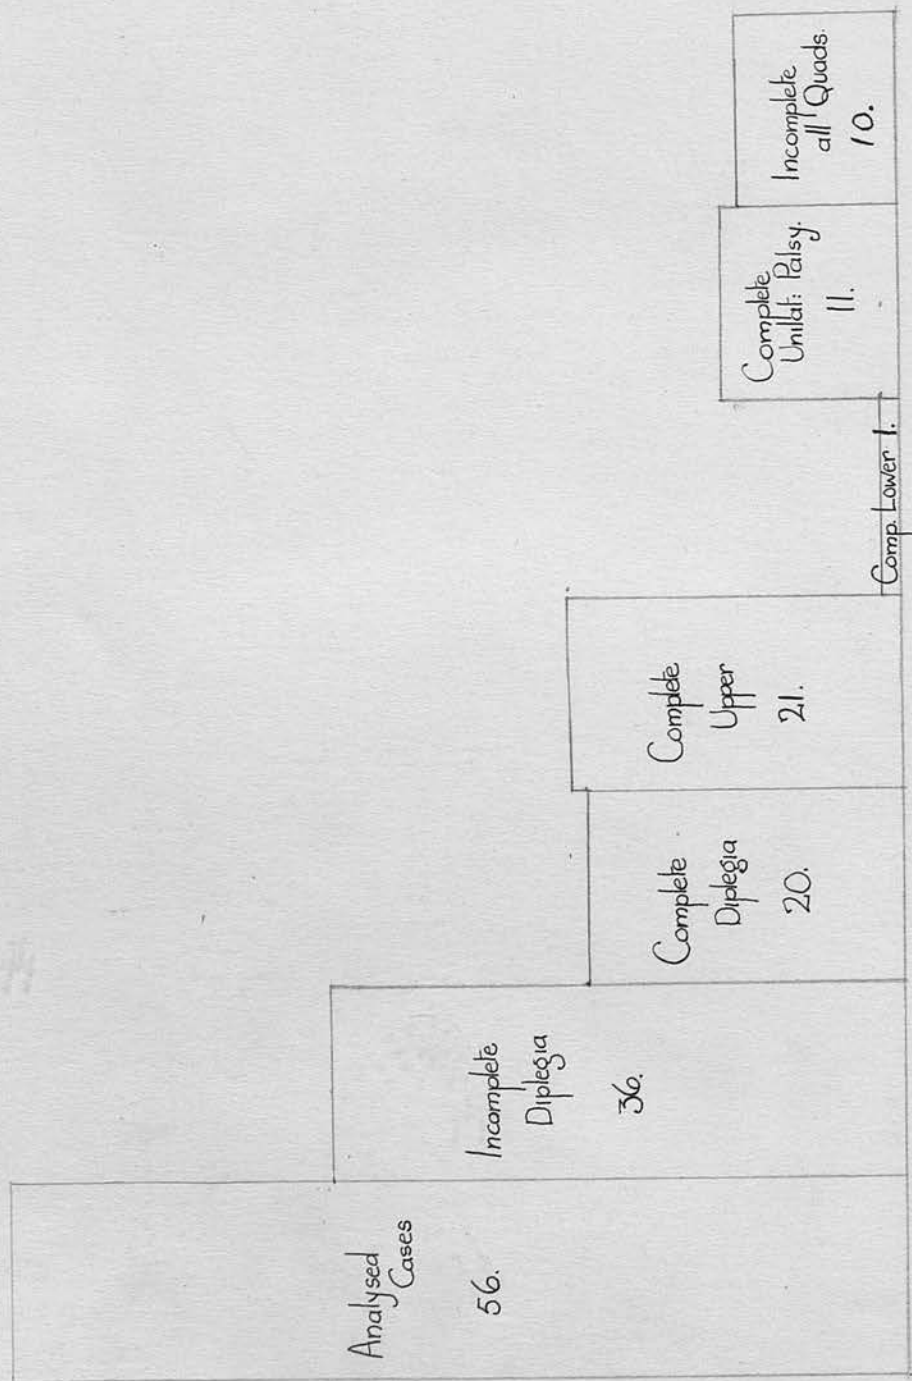 Analysed
Cases
56.
Incomplete
Diplegia
36.
Complete
Diplegia
20.
Complete
Upper
21.
Comp. Lower 1.
Complete
Unilat: Palsy.
11.
Incomplete
all Quads.
10.